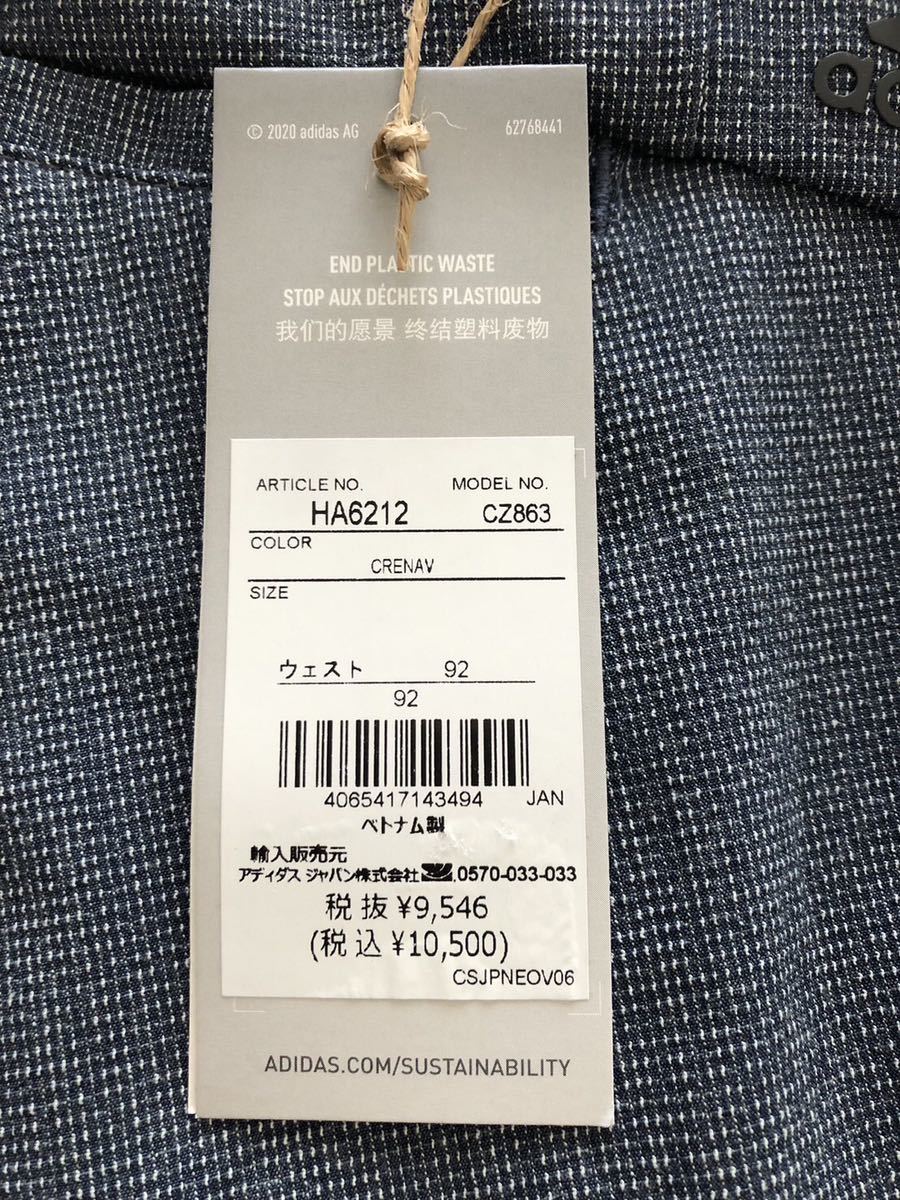 © 2020 adidas AG 62768441
END PLASTIC WASTE
STOP AUX DÉCHETS PLASTIQUES
我们的愿景 终结塑料废物
ARTICLE NO. MODEL NO.
HA6212 CZ863
COLOR
CRENAV
SIZE
ウェスト 92
92
4065417143494 JAN
ベトナム製
輸入販売元
アディダス ジャパン株式会社 0570-033-033
税抜 ¥9,546
(税込 ¥10,500)
CSJPNEOV06
ADIDAS.COM/SUSTAINABILITY